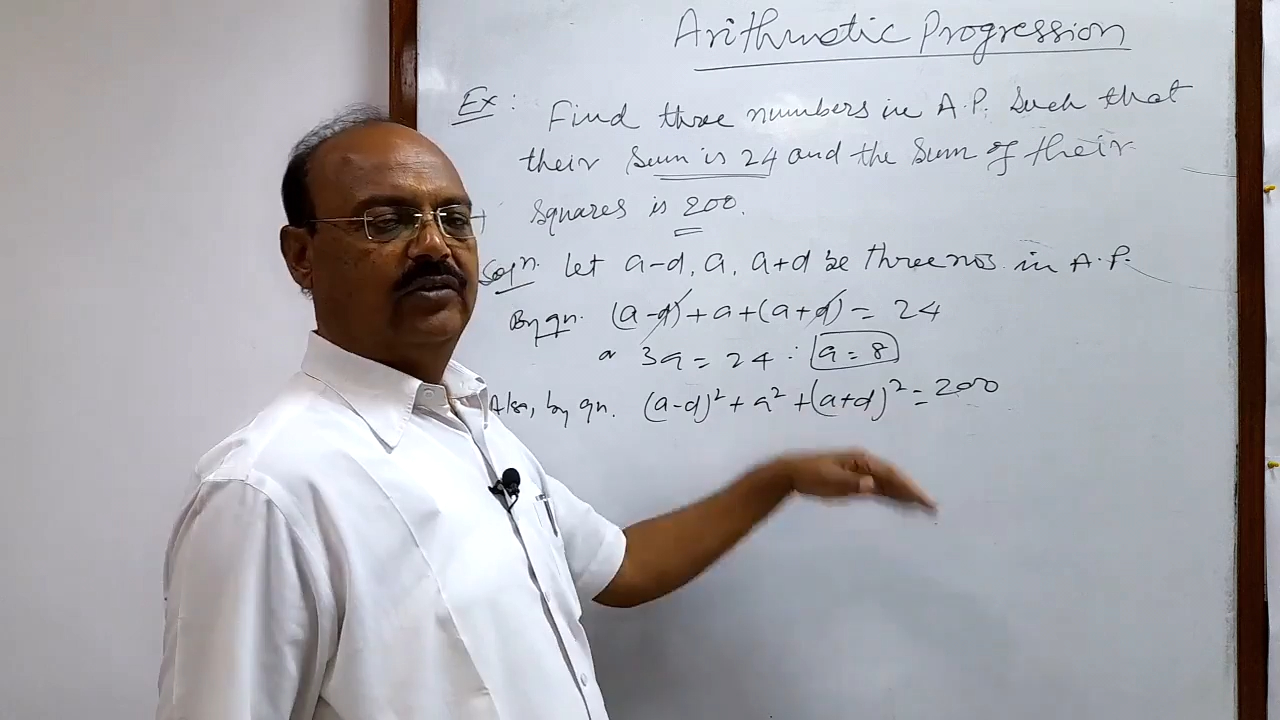 Arithmetic Progression
Ex: Find three numbers in A.P. Such that
their Sum is 24 and the Sum of their
squares is 200.
Sol n. Let a-d, a, a+d be three nos. in A.P.
By qn. (a-d)+a+(a+d) = 24
or 3a = 24 ∴ a = 8
Also, by qn. (a-d)² + a² + (a+d)² = 200